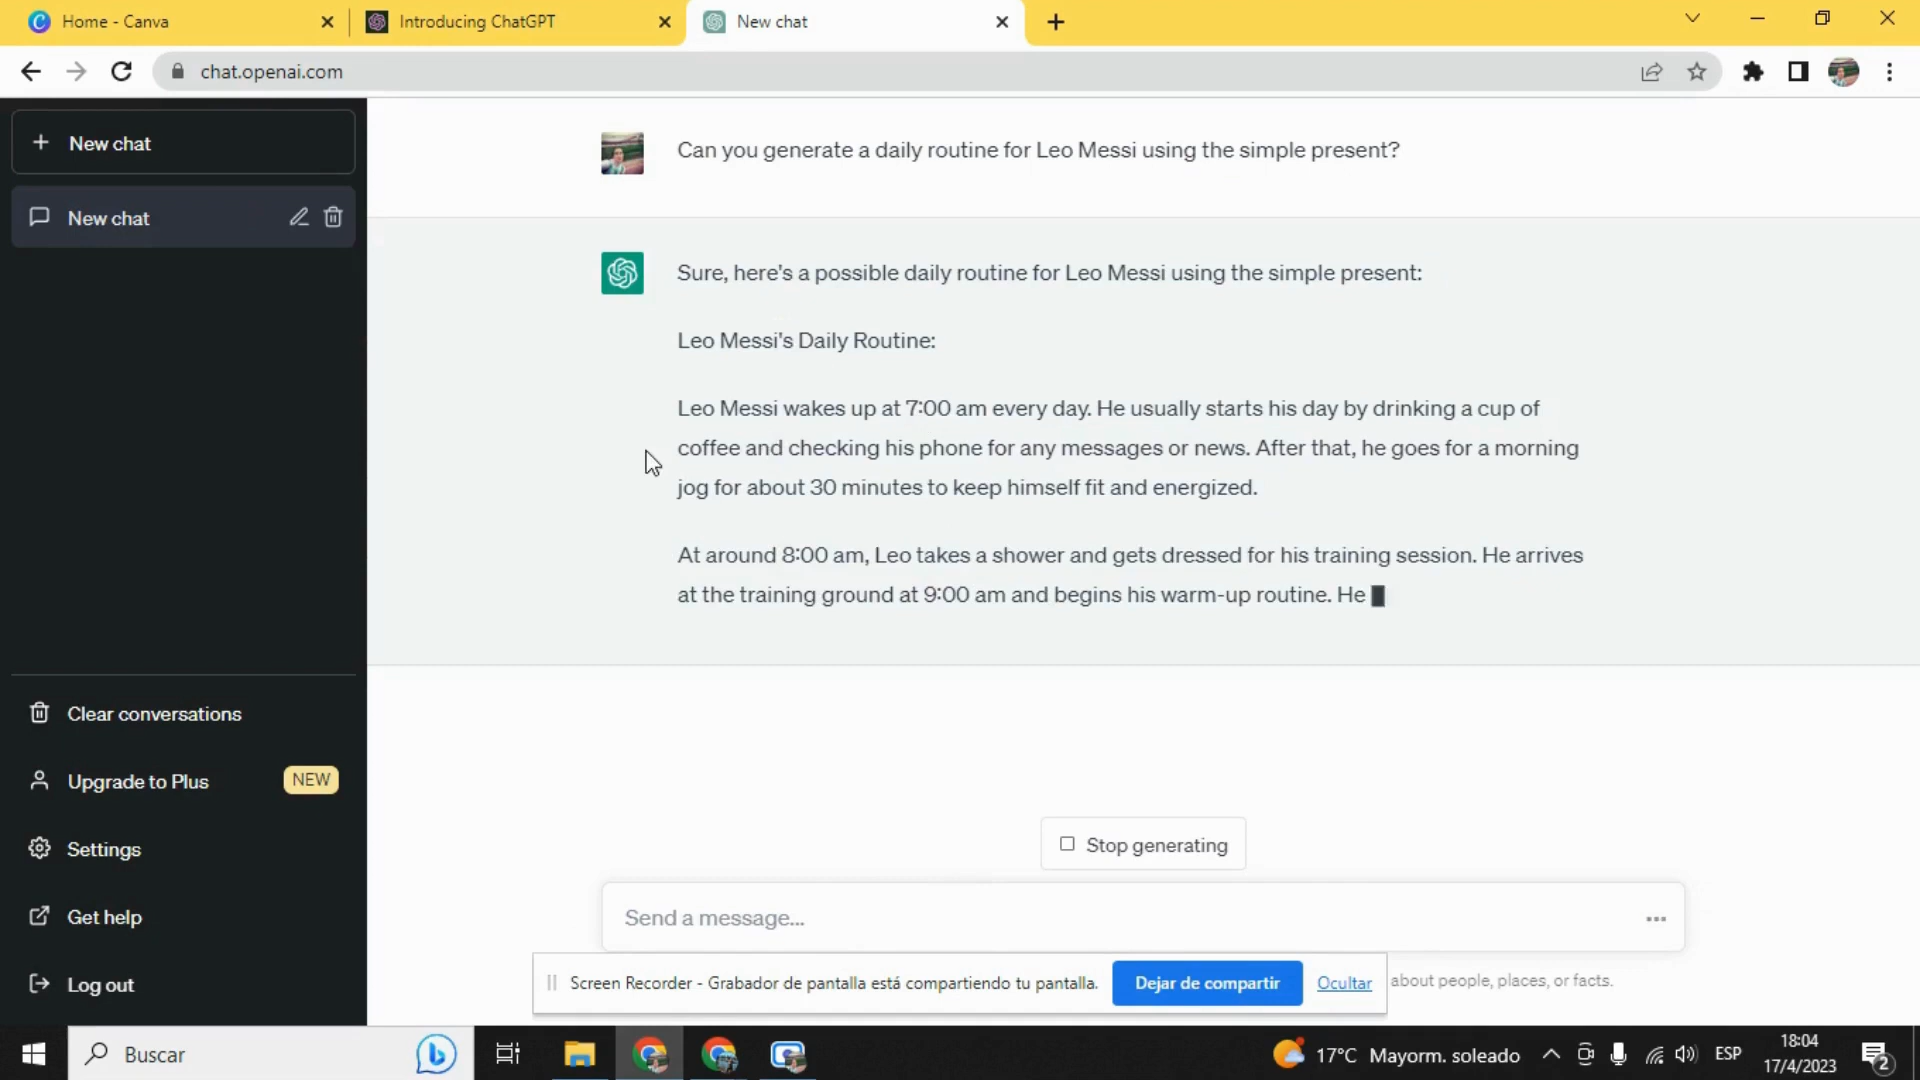 Home - Canva
Introducing ChatGPT
New chat
chat.openai.com
New chat
New chat
Clear conversations
Upgrade to Plus NEW
Settings
Get help
Log out
Can you generate a daily routine for Leo Messi using the simple present?
Sure, here's a possible daily routine for Leo Messi using the simple present:
Leo Messi's Daily Routine:
Leo Messi wakes up at 7:00 am every day. He usually starts his day by drinking a cup of
coffee and checking his phone for any messages or news. After that, he goes for a morning
jog for about 30 minutes to keep himself fit and energized.
At around 8:00 am, Leo takes a shower and gets dressed for his training session. He arrives
at the training ground at 9:00 am and begins his warm-up routine. He
Stop generating
Send a message...
Screen Recorder - Grabador de pantalla está compartiendo tu pantalla. Dejar de compartir Ocultar
about people, places, or facts.
Buscar
17°C Mayorm. soleado
ESP
18:04
17/4/2023
2